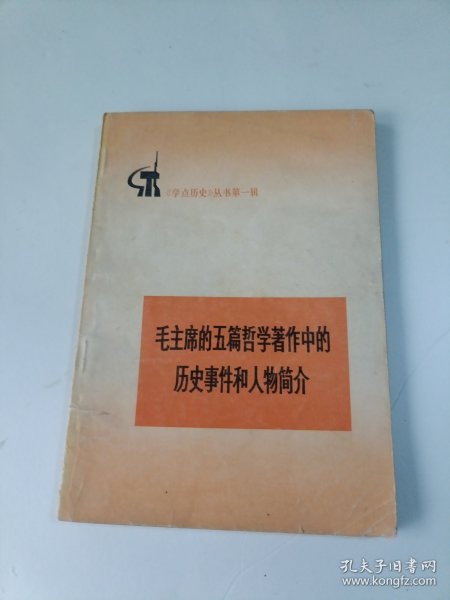 《学点历史》丛书第一辑
毛主席的五篇哲学著作中的
历史事件和人物简介
孔夫子旧书网
www.kongfz.com